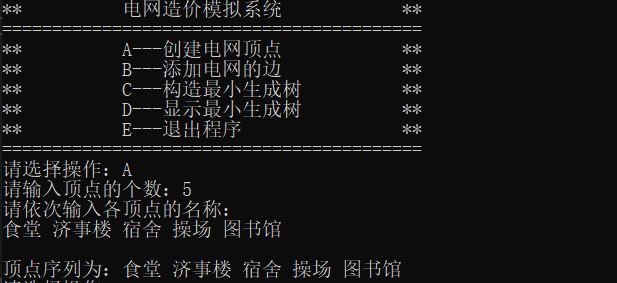 ** 电网造价模拟系统 **
==========================================
** A---创建电网顶点 **
** B---添加电网的边 **
** C---构造最小生成树 **
** D---显示最小生成树 **
** E---退出程序 **
==========================================
请选择操作：A
请输入顶点的个数：5
请依次输入各顶点的名称：
食堂 济事楼 宿舍 操场 图书馆
顶点序列为：食堂 济事楼 宿舍 操场 图书馆